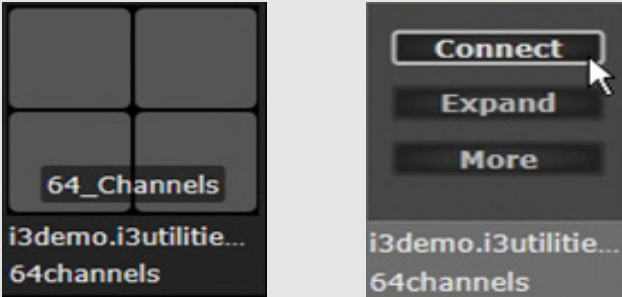 64_Channels
i3demo.i3utilitie...
64channels
Connect
Expand
More
i3demo.i3utilitie...
64channels